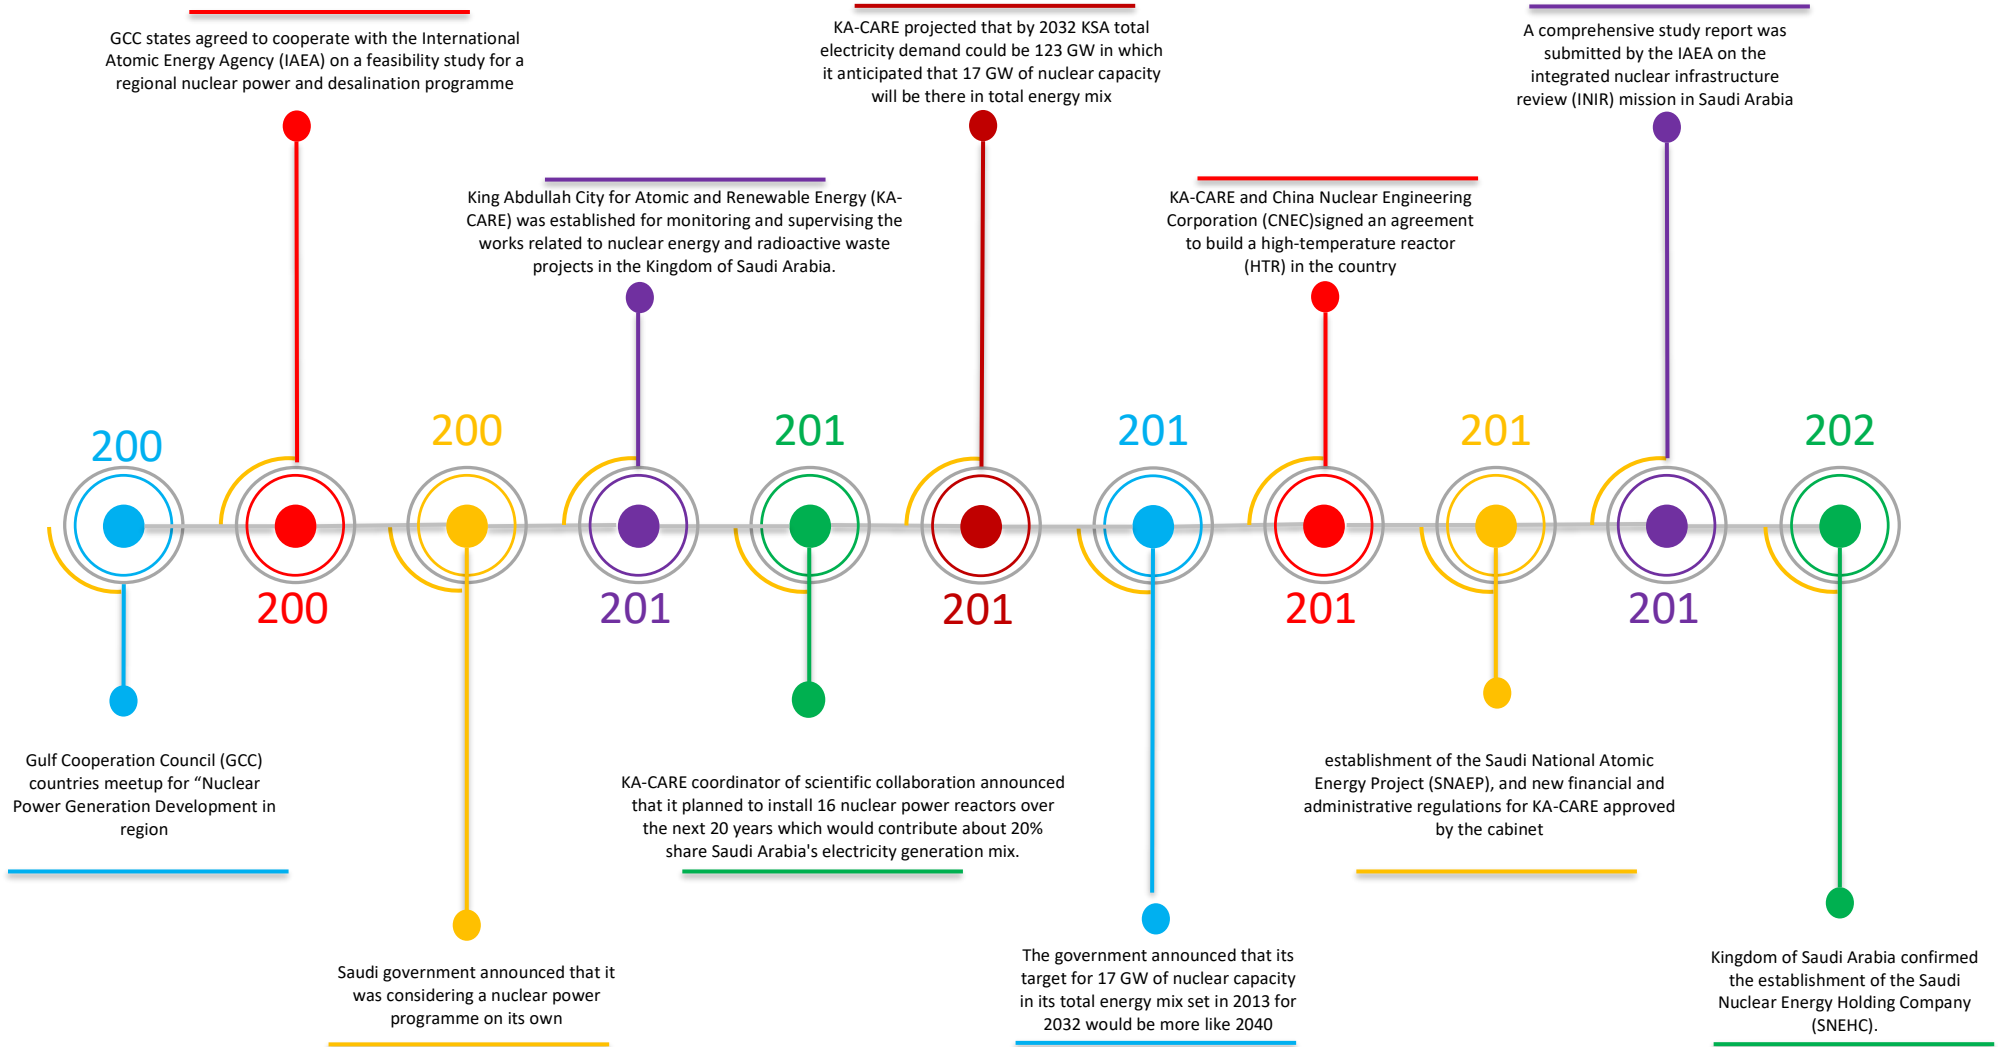 GCC states agreed to cooperate with the International
Atomic Energy Agency (IAEA) on a feasibility study for a
regional nuclear power and desalination programme
KA-CARE projected that by 2032 KSA total
electricity demand could be 123 GW in which
it anticipated that 17 GW of nuclear capacity
will be there in total energy mix
A comprehensive study report was
submitted by the IAEA on the
integrated nuclear infrastructure
review (INIR) mission in Saudi Arabia
King Abdullah City for Atomic and Renewable Energy (KA-
CARE) was established for monitoring and supervising the
works related to nuclear energy and radioactive waste
projects in the Kingdom of Saudi Arabia.
KA-CARE and China Nuclear Engineering
Corporation (CNEC)signed an agreement
to build a high-temperature reactor
(HTR) in the country
200
200
201
201
201
202
200
201
201
201
201
Gulf Cooperation Council (GCC)
countries meetup for “Nuclear
Power Generation Development in
region
KA-CARE coordinator of scientific collaboration announced
that it planned to install 16 nuclear power reactors over
the next 20 years which would contribute about 20%
share Saudi Arabia's electricity generation mix.
establishment of the Saudi National Atomic
Energy Project (SNAEP), and new financial and
administrative regulations for KA-CARE approved
by the cabinet
Saudi government announced that it
was considering a nuclear power
programme on its own
The government announced that its
target for 17 GW of nuclear capacity
in its total energy mix set in 2013 for
2032 would be more like 2040
Kingdom of Saudi Arabia confirmed
the establishment of the Saudi
Nuclear Energy Holding Company
(SNEHC).